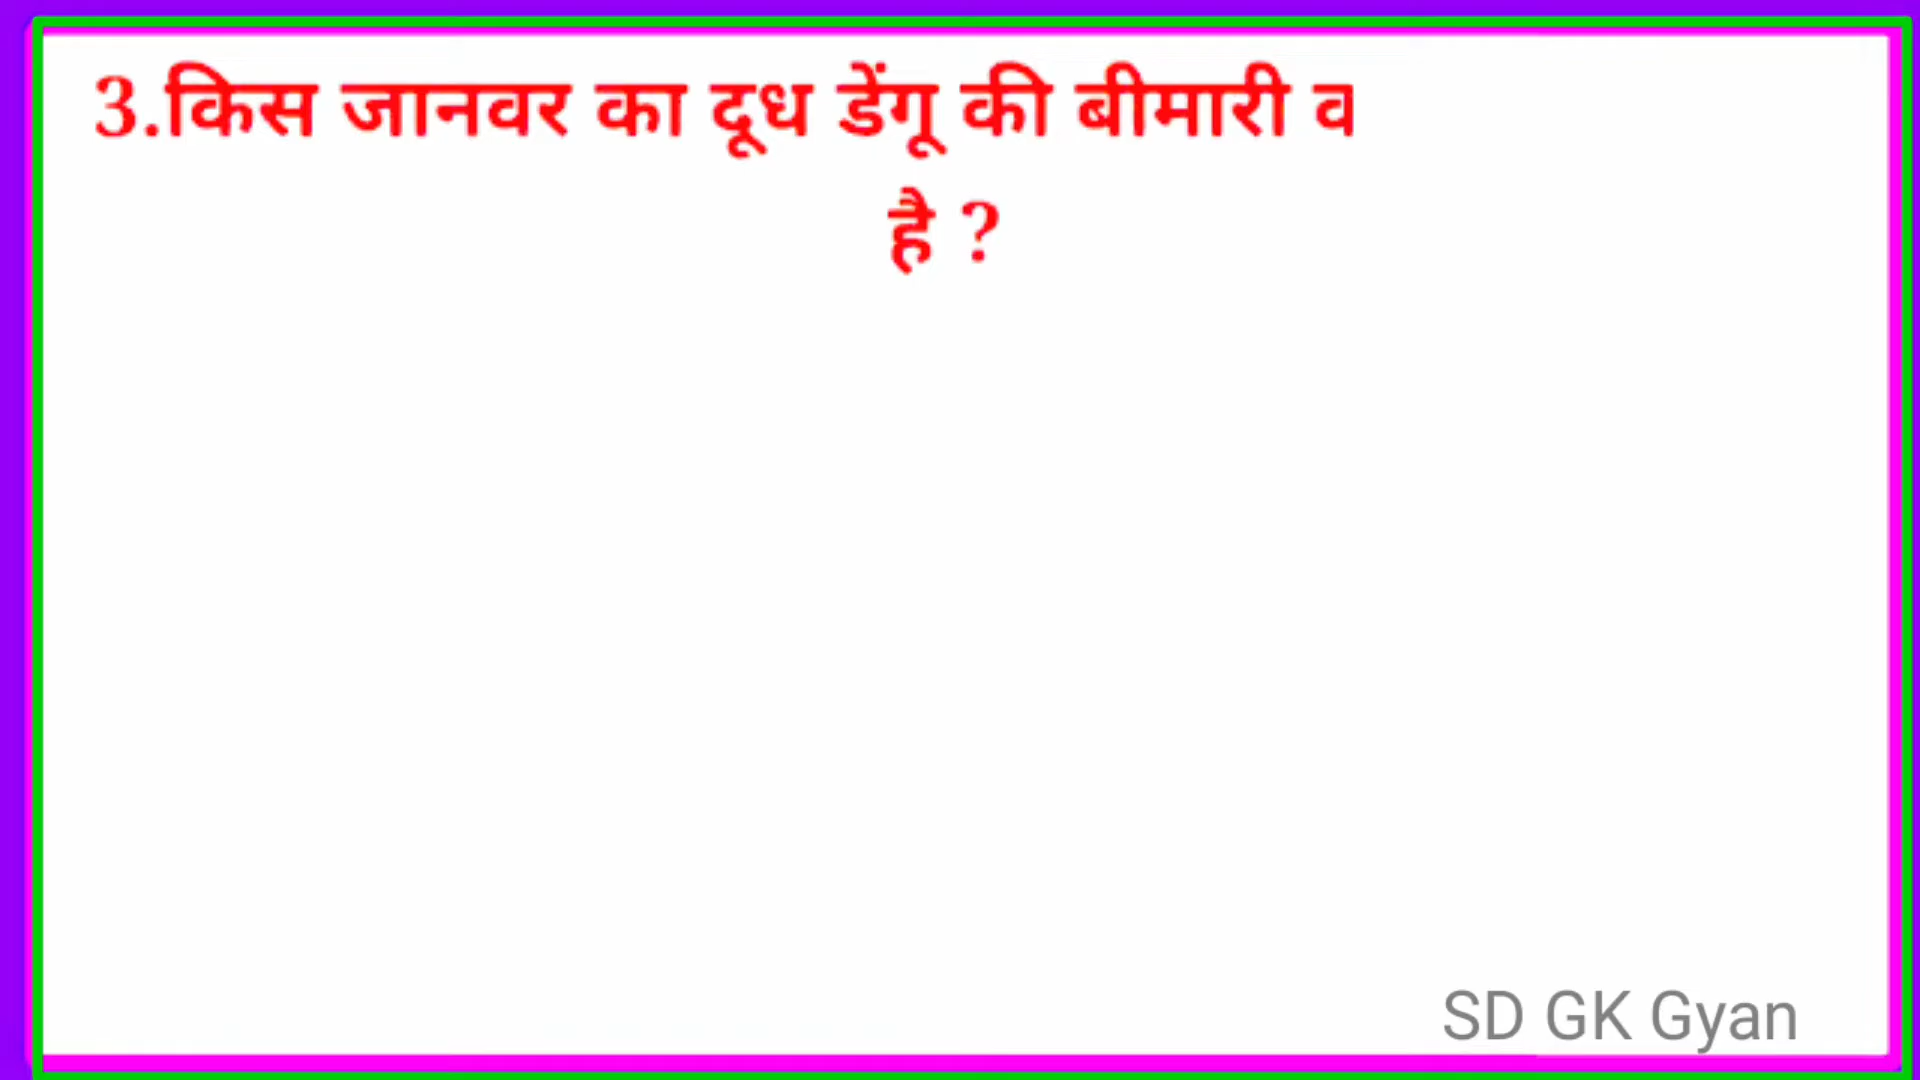 3.किस जानवर का दूध डेंगू की बीमारी
है ?
SD GK Gyan